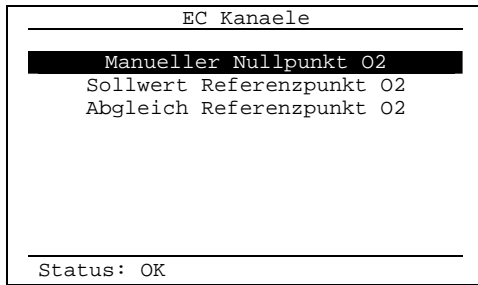 EC Kanaele
Manueller Nullpunkt O2
Sollwert Referenzpunkt O2
Abgleich Referenzpunkt O2
Status: OK